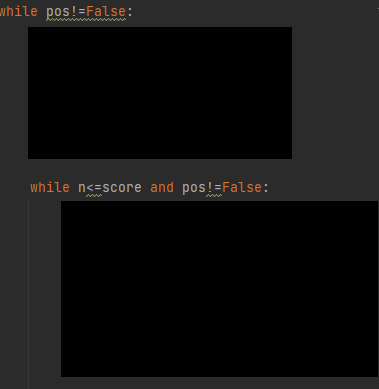 while pos!=False:
while n<=score and pos!=False: